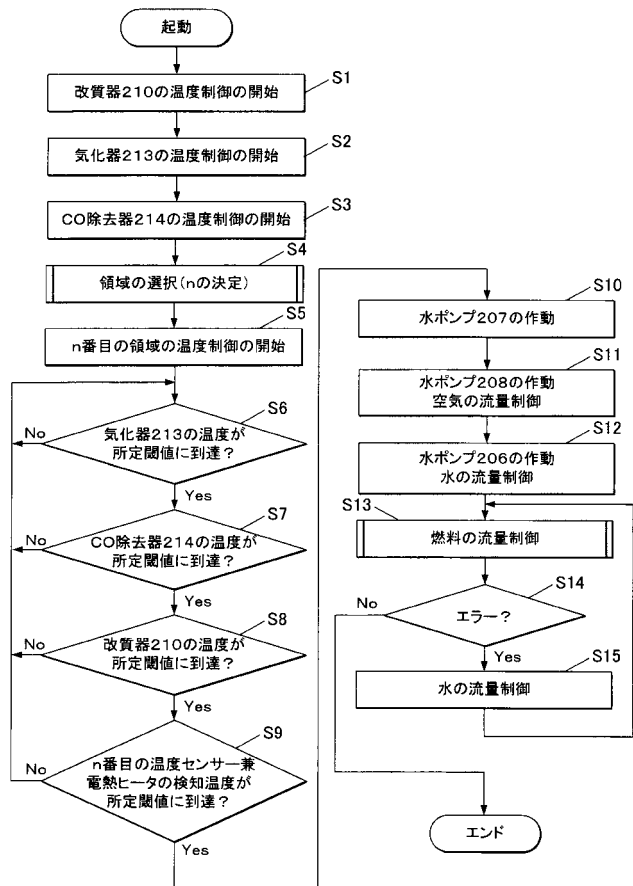 起動
S1
改質器210の温度制御の開始
S2
気化器213の温度制御の開始
S3
CO除去器214の温度制御の開始
S4
領域の選択(nの決定)
S5
n番目の領域の温度制御の開始
S6
No
気化器213の温度が
所定閾値に到達?
Yes
S7
No
CO除去器214の温度が
所定閾値に到達?
Yes
S8
No
改質器210の温度が
所定閾値に到達?
Yes
S9
No
n番目の温度センサー兼
電熱ヒータの検知温度が
所定閾値に到達?
Yes
S10
水ポンプ207の作動
S11
水ポンプ208の作動
空気の流量制御
S12
水ポンプ206の作動
水の流量制御
S13
燃料の流量制御
S14
No
エラー?
Yes
S15
水の流量制御
エンド